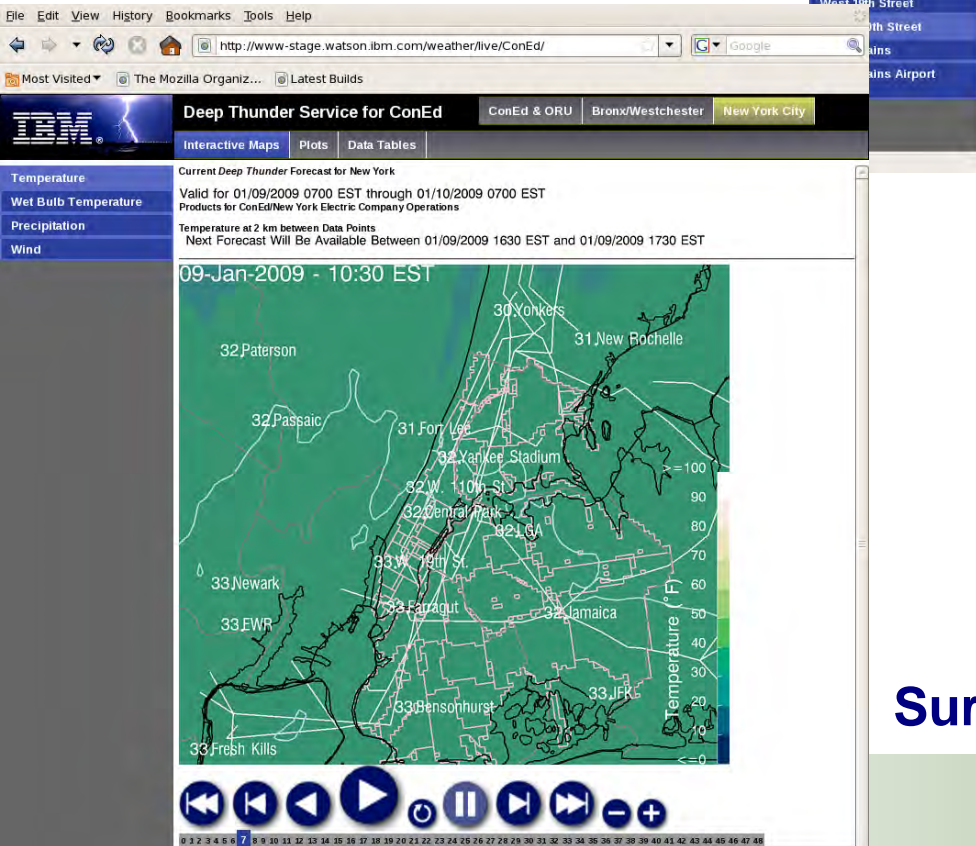 File Edit View History Bookmarks Tools Help
http://www-stage.watson.ibm.com/weather/live/ConEd/
G Google
Most Visited The Mozilla Organiz... Latest Builds
West 19th Street
0th Street
ains
ains Airport
IBM®
Deep Thunder Service for ConEd
ConEd & ORU Bronx/Westchester New York City
Interactive Maps Plots Data Tables
Temperature
Wet Bulb Temperature
Precipitation
Wind
Current Deep Thunder Forecast for New York
Valid for 01/09/2009 0700 EST through 01/10/2009 0700 EST
Products for ConEd/New York Electric Company Operations
Temperature at 2 km between Data Points
Next Forecast Will Be Available Between 01/09/2009 1630 EST and 01/09/2009 1730 EST
09-Jan-2009 - 10:30 EST
30 Yonkers
31 New Rochelle
32 Paterson
32 Passaic
31 Fort Lee
32 Yankee Stadium
32 W. 110th St.
32 Central Park
32 LGA
33 W. 19th St.
33 Newark
33 Farragut
32 Jamaica
33 EWR
33 JFK
33 Bensonhurst
33 Fresh Kills
>=100
90
80
70
60
50
40
30
20
10
<=0
Temperature (°F)
0 1 2 3 4 5 6 7 8 9 10 11 12 13 14 15 16 17 18 19 20 21 22 23 24 25 26 27 28 29 30 31 32 33 34 35 36 37 38 39 40 41 42 43 44 45 46 47 48
Sur